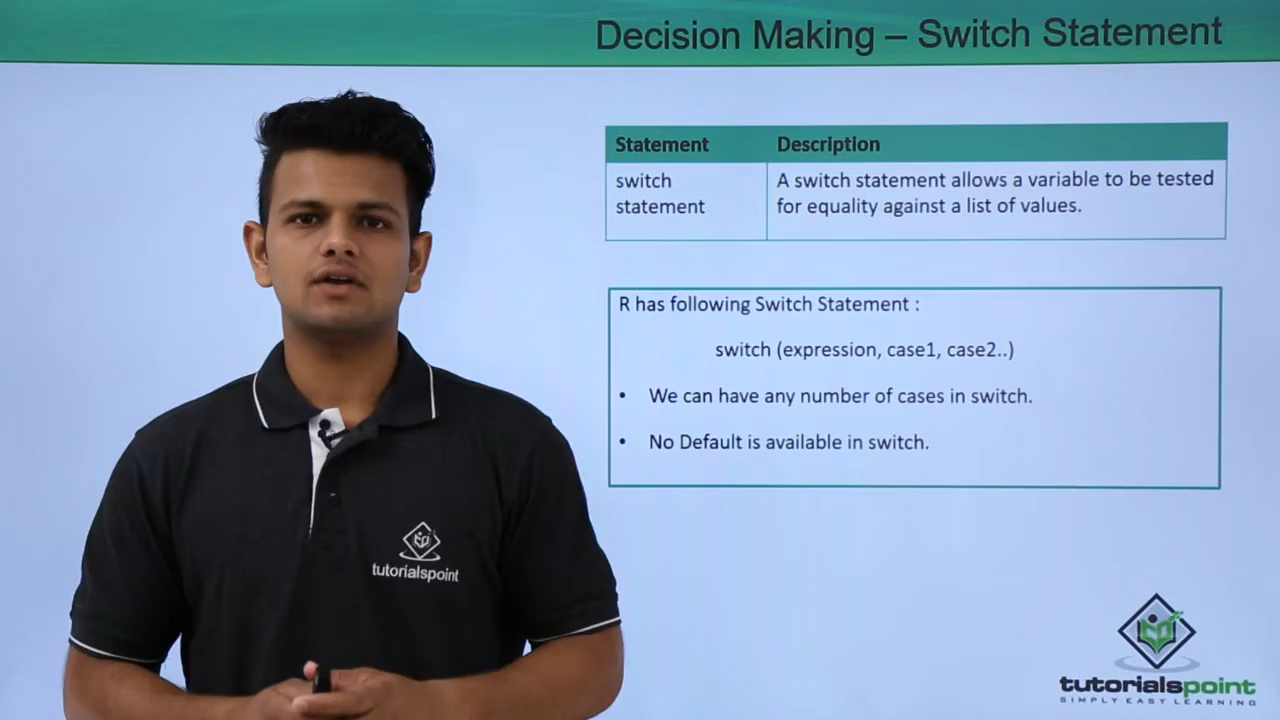 Decision Making – Switch Statement
Statement Description
switch statement
A switch statement allows a variable to be tested
for equality against a list of values.
R has following Switch Statement :
switch (expression, case1, case2..)
• We can have any number of cases in switch.
• No Default is available in switch.
tutorialspoint
tutorialspoint
SIMPLY EASY LEARNING